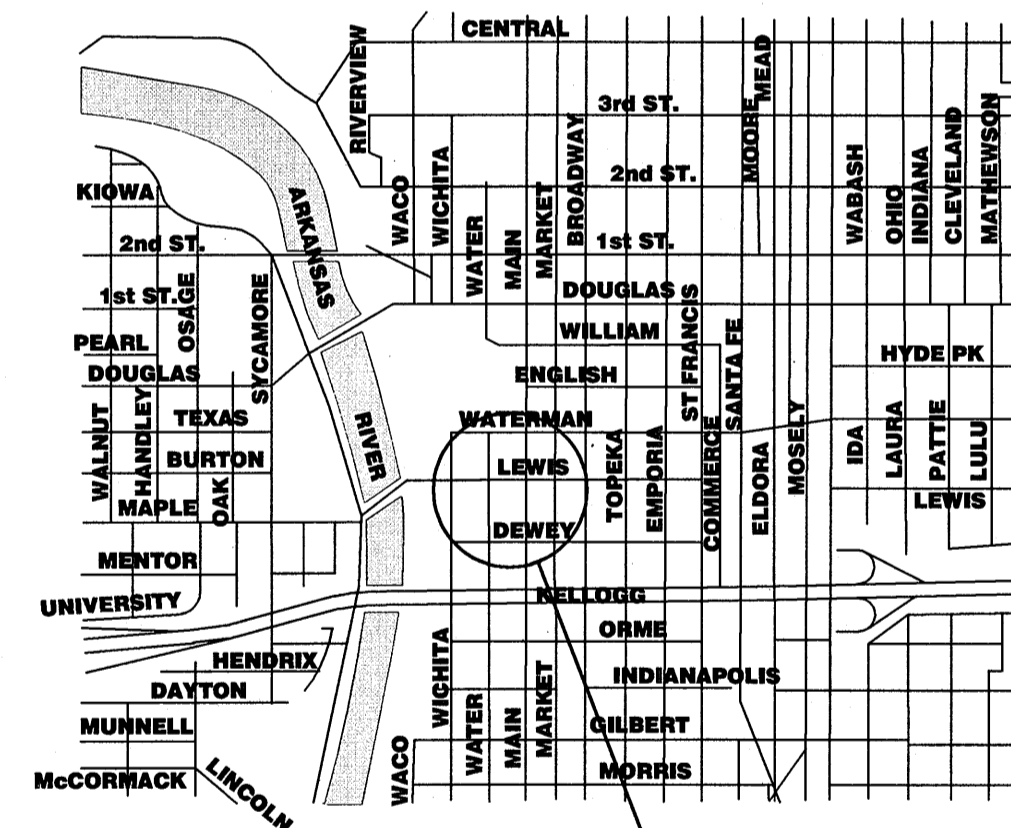 CENTRAL
RIVERVIEW
MEAD
3rd ST.
MOORE
BROADWAY
2nd ST.
WACO
WICHITA
WATER
MAIN
MARKET
1st ST.
WABASH
OHIO
INDIANA
CLEVELAND
MATHEWSON
KIOWA
ARKANSAS
2nd ST.
1st ST.
OSAGE
SYCAMORE
DOUGLAS
WILLIAM
ST FRANCIS
SANTA FE
PEARL
HYDE PK
DOUGLAS
ENGLISH
WALNUT
HANDLEY
TEXAS
RIVER
WATERMAN
BURTON
LEWIS
OAK
TOPEKA
EMPORIA
COMMERCE
ELDORA
MOSELY
IDA
LAURA
PATTIE
LULU
MAPLE
LEWIS
DEWEY
MENTOR
UNIVERSITY
KELLOGG
ORME
HENDRIX
WICHITA
INDIANAPOLIS
DAYTON
WATER
MAIN
MARKET
MUNNELL
GILBERT
McCORMACK
LINCOLN
WACO
MORRIS